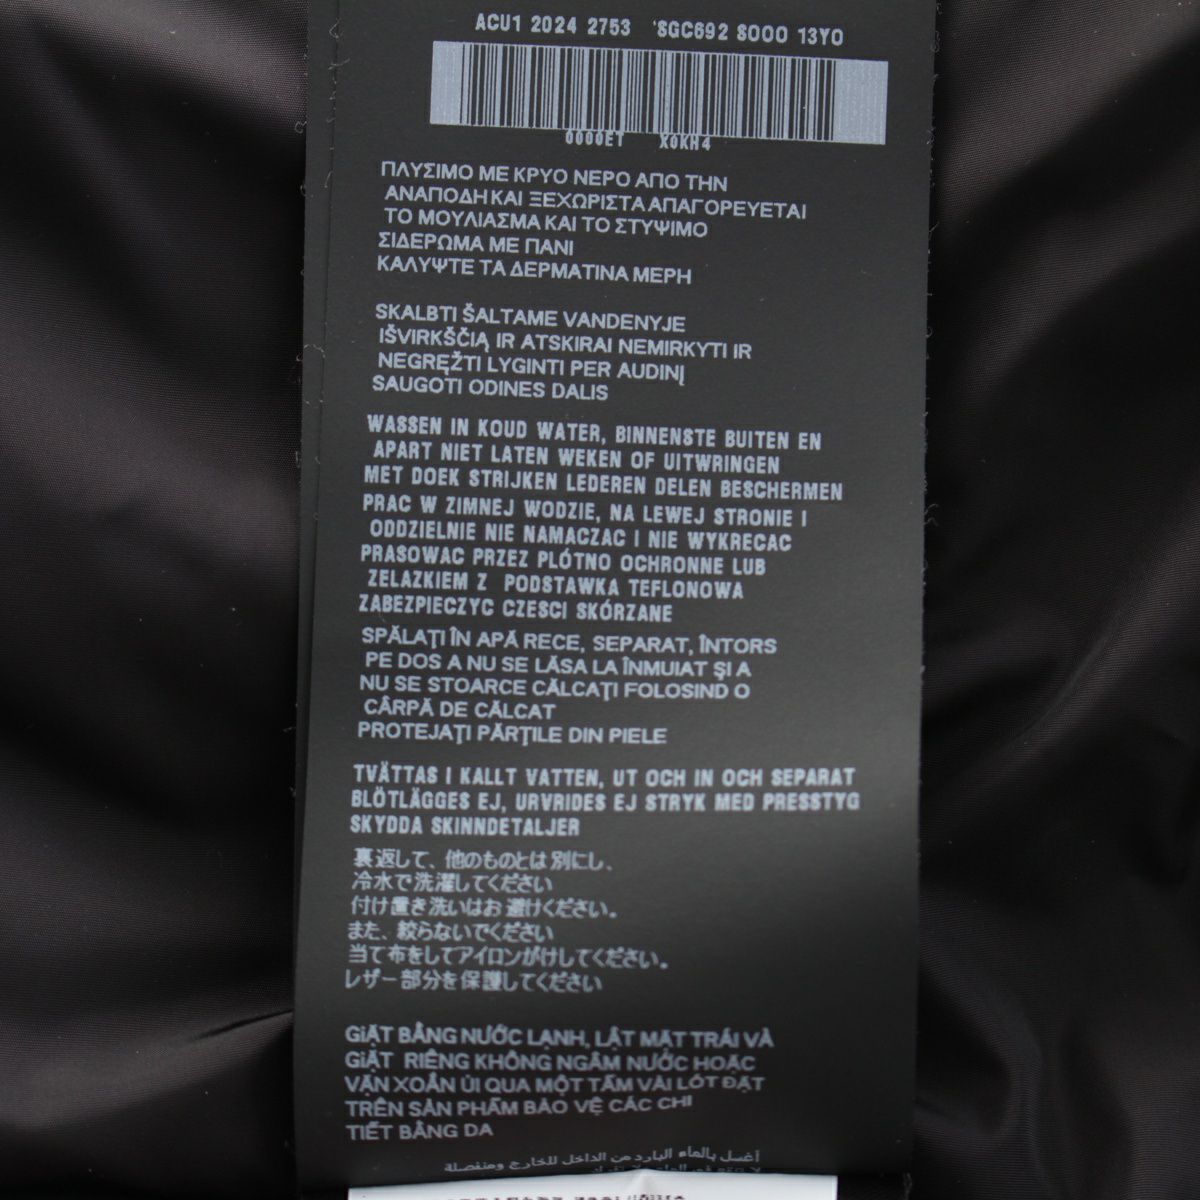 ACU1 2024 2753 'SGC692 S000 13Y0
0000ET X0KH4
ΠΛΥΣΙΜΟ ΜΕ ΚΡΥΟ ΝΕΡΟ ΑΠΟ ΤΗΝ
ΑΝΑΠΟΔΗ ΚΑΙ ΞΕΧΩΡΙΣΤΑ ΑΠΑΓΟΡΕΥΕΤΑΙ
ΤΟ ΜΟΥΛΙΑΣΜΑ ΚΑΙ ΤΟ ΣΤΥΨΙΜΟ
ΣΙΔΕΡΩΜΑ ΜΕ ΠΑΝΙ
ΚΑΛΥΨΤΕ ΤΑ ΔΕΡΜΑΤΙΝΑ ΜΕΡΗ
SKALBTI ŠALTAME VANDENYJE
IŠVIRKŠČIĄ IR ATSKIRAI NEMIRKYTI IR
NEGRĘŽTI LYGINTI PER AUDINĮ
SAUGOTI ODINES DALIS
WASSEN IN KOUD WATER, BINNENSTE BUITEN EN
APART NIET LATEN WEKEN OF UITWRINGEN
MET DOEK STRIJKEN LEDEREN DELEN BESCHERMEN
PRAC W ZIMNEJ WODZIE, NA LEWEJ STRONIE I
ODDZIELNIE NIE NAMACZAC I NIE WYKRECAC
PRASOWAC PRZEZ PLÓTNO OCHRONNE LUB
ZELAZKIEM Z PODSTAWKA TEFLONOWA
ZABEZPIECZYC CZESCI SKÓRZANE
SPĂLAŢI ÎN APĂ RECE, SEPARAT, ÎNTORS
PE DOS A NU SE LĂSA LA ÎNMUIAT ŞI A
NU SE STOARCE CĂLCAŢI FOLOSIND O
CÂRPĂ DE CĂLCAT
PROTEJAŢI PĂRŢILE DIN PIELE
TVÄTTAS I KALLT VATTEN, UT OCH IN OCH SEPARAT
BLÖTLÄGGES EJ, URVRIDES EJ STRYK MED PRESSTYG
SKYDDA SKINNDETALJER
裏返して、他のものとは別にし、
冷水で洗濯してください
付け置き洗いはお避けください。
また、絞らないでください
当て布をしてアイロンがけしてください。
レザー部分を保護してください
GIẶT BẰNG NƯỚC LẠNH, LẬT MẶT TRÁI VÀ
GIẶT RIÊNG KHÔNG NGÂM NƯỚC HOẶC
VẶN XOẮN ỦI QUA MỘT TẤM VẢI LÓT ĐẶT
TRÊN SẢN PHẨM BẢO VỆ CÁC CHI
TIẾT BẰNG DA
أغسل بالماء البارد من الداخل للخارج ومنفصلة